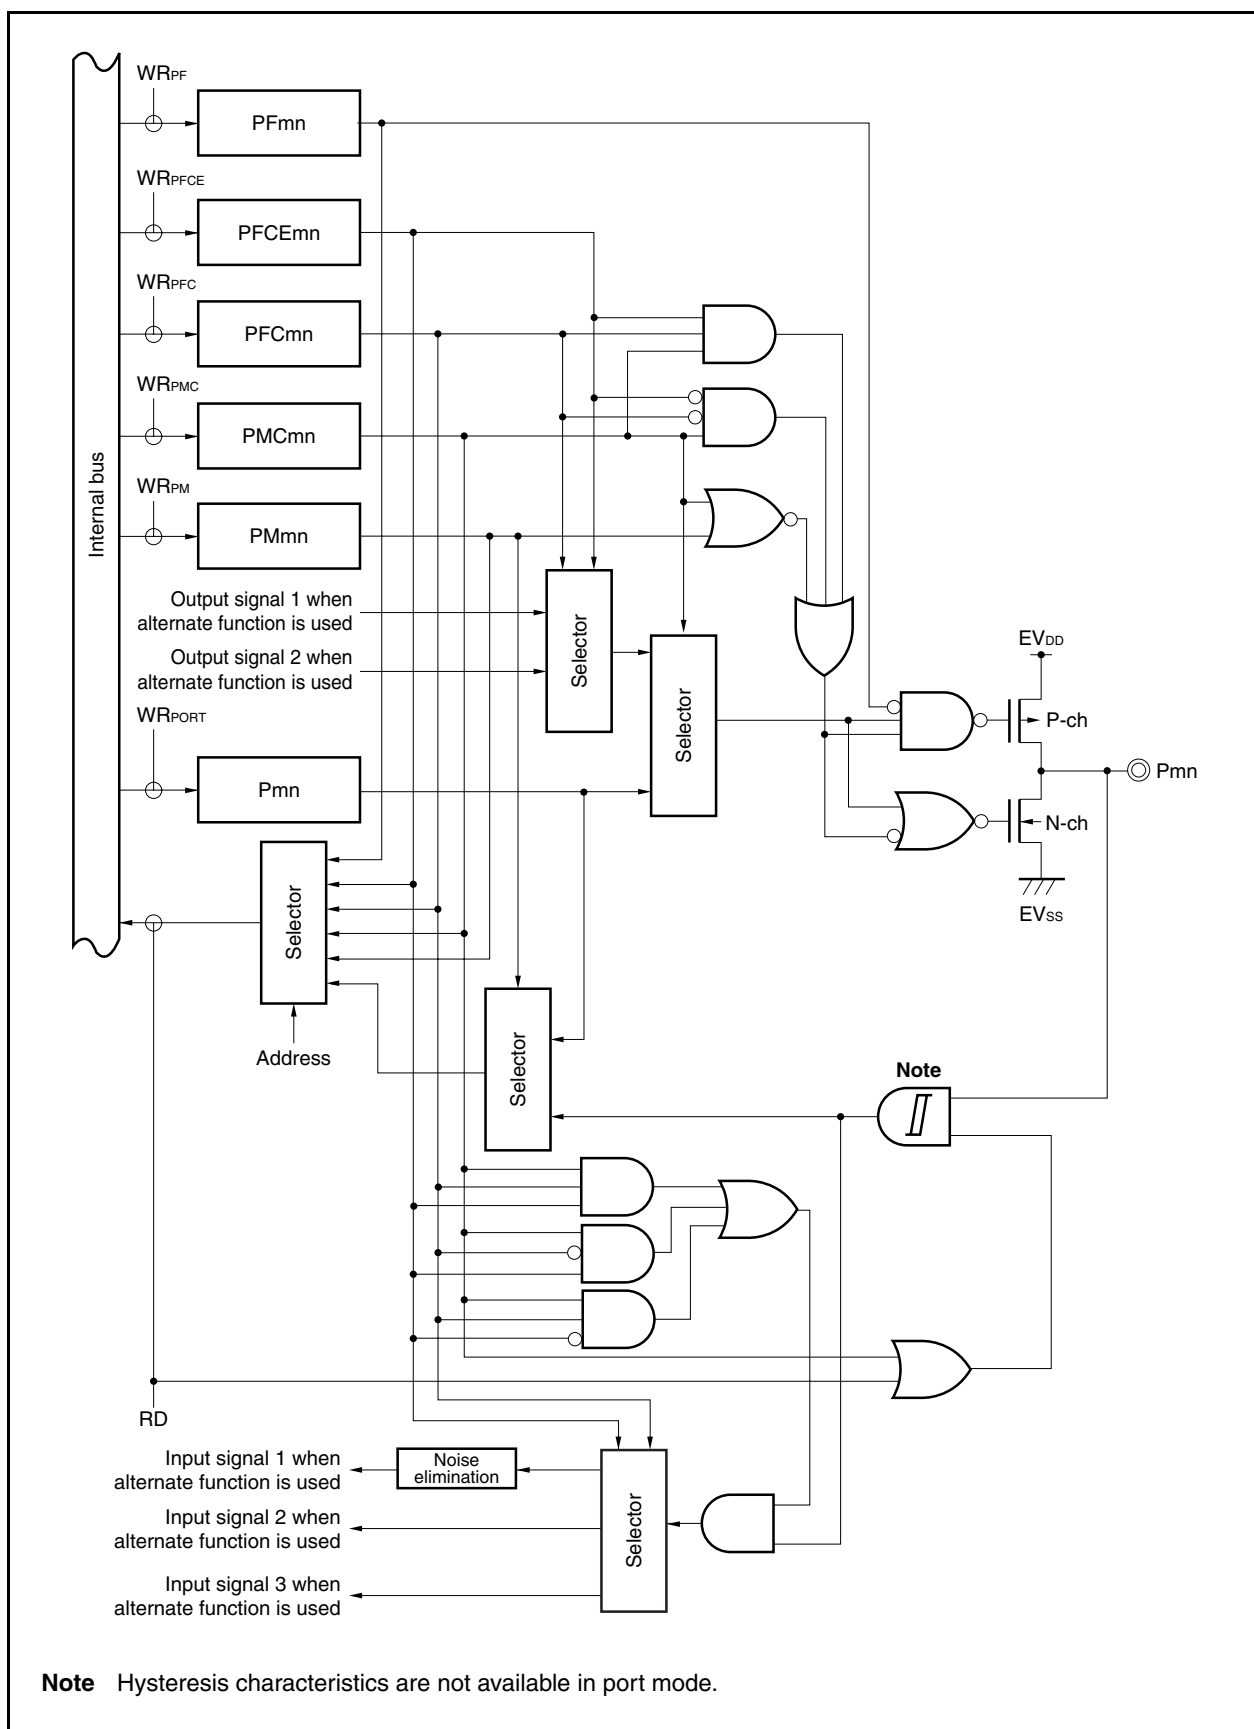 WRPF
PFmn
WRPFCE
PFCEmn
WRPFC
PFCmn
WRPMC
PMCmn
WRPM
PMmn
Internal bus
Output signal 1 when
alternate function is used
Output signal 2 when
alternate function is used
Selector
Selector
EVDD
P-ch
Pmn
N-ch
EVSS
WRPORT
Pmn
Selector
Address
Selector
Note
RD
Input signal 1 when
alternate function is used
Noise
elimination
Input signal 2 when
alternate function is used
Input signal 3 when
alternate function is used
Selector
Note Hysteresis characteristics are not available in port mode.